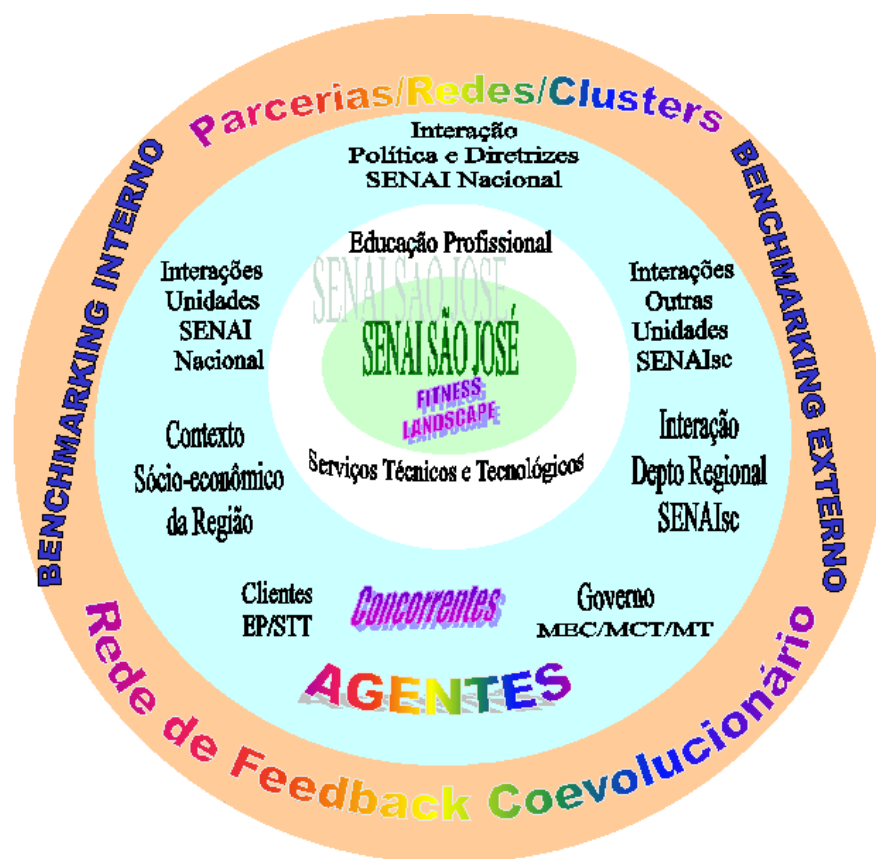 Parcerias/Redes/Clusters
BENCHMARKING INTERNO
BENCHMARKING EXTERNO
Interação
Política e Diretrizes
SENAI Nacional
Educação Profissional
SENAI SAO JOSE
SENAI SÃO JOSÉ
FITNESS
LANDSCAPE
Serviços Técnicos e Tecnológicos
Interações
Unidades
SENAI
Nacional
Interações
Outras
Unidades
SENAIsc
Contexto
Sócio-econômico
da Região
Interação
Depto Regional
SENAIsc
Clientes
EP/STT
Concorrentes
Governo
MEC/MCT/MT
AGENTES
Rede de Feedback Coevolucionário